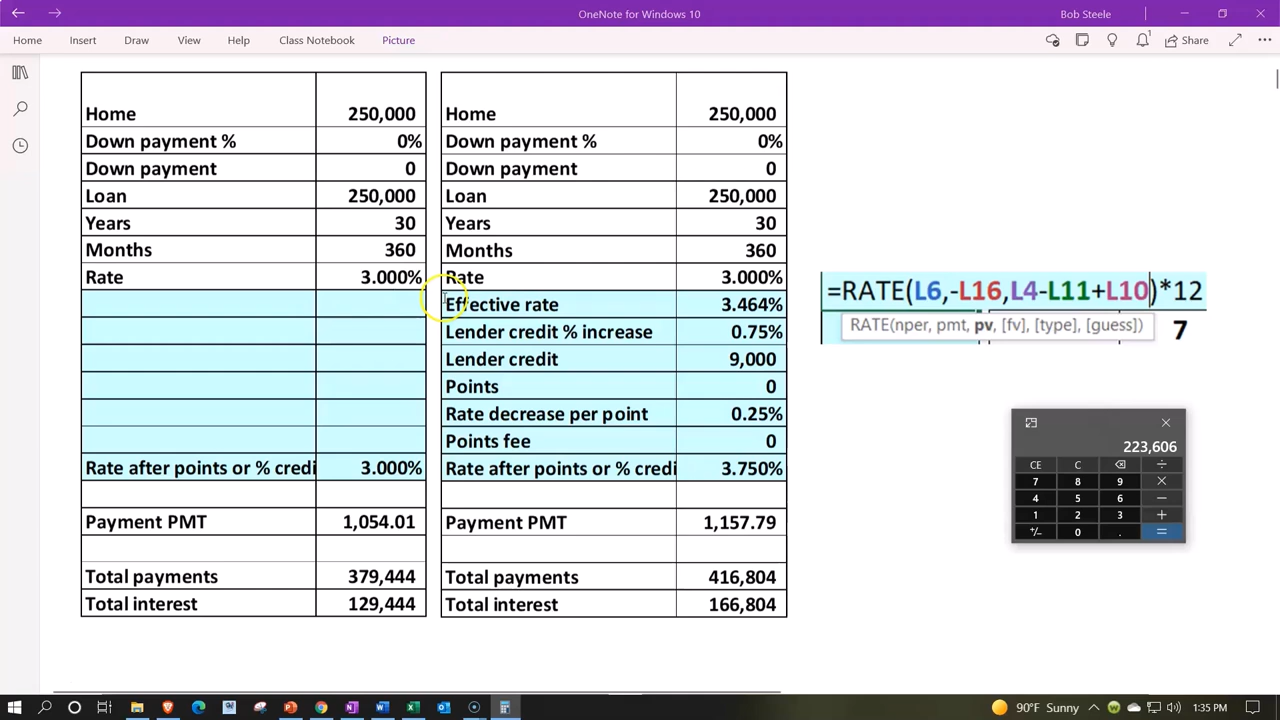 OneNote for Windows 10
Bob Steele
Home Insert Draw View Help Class Notebook Picture
Share
Home 250,000
Down payment % 0%
Down payment 0
Loan 250,000
Years 30
Months 360
Rate 3.000%
Rate after points or % credi 3.000%
Payment PMT 1,054.01
Total payments 379,444
Total interest 129,444
Home 250,000
Down payment % 0%
Down payment 0
Loan 250,000
Years 30
Months 360
Rate 3.000%
Effective rate 3.464%
Lender credit % increase 0.75%
Lender credit 9,000
Points 0
Rate decrease per point 0.25%
Points fee 0
Rate after points or % credi 3.750%
Payment PMT 1,157.79
Total payments 416,804
Total interest 166,804
=RATE(L6,-L16,L4-L11+L10)*12
RATE(nper, pmt, pv, [fv], [type], [guess])
7
223,606
CE C ÷
7 8 9 ×
4 5 6 −
1 2 3 +
+/- 0 . =
90°F Sunny
1:35 PM